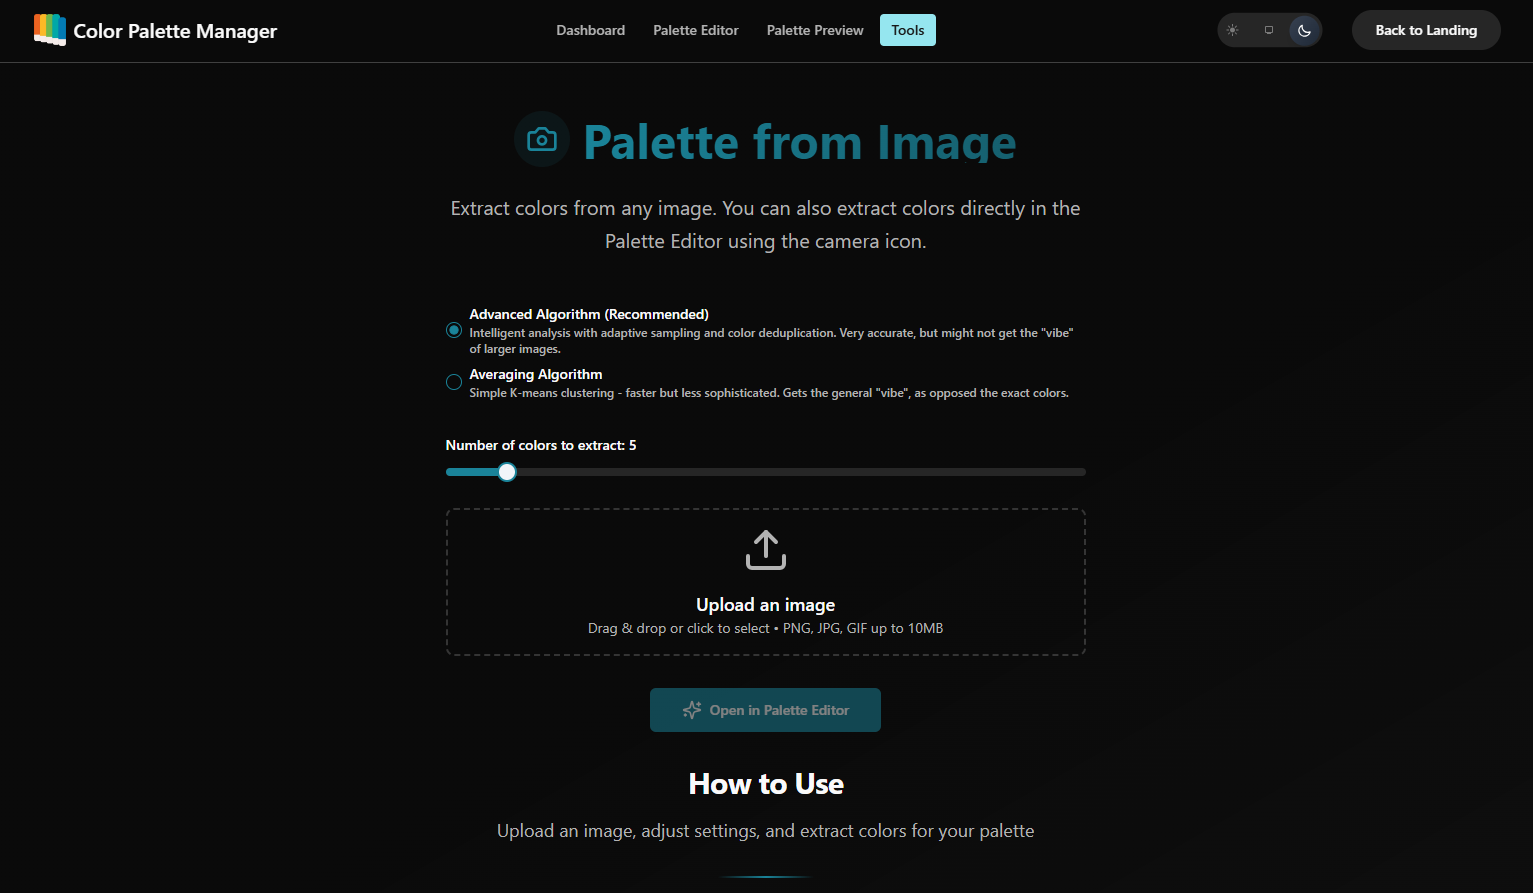 Color Palette Manager
Dashboard
Palette Editor
Palette Preview
Tools
Back to Landing
Palette from Image
Extract colors from any image. You can also extract colors directly in the
Palette Editor using the camera icon.
Advanced Algorithm (Recommended)
Intelligent analysis with adaptive sampling and color deduplication. Very accurate, but might not get the "vibe"
of larger images.
Averaging Algorithm
Simple K-means clustering - faster but less sophisticated. Gets the general "vibe", as opposed the exact colors.
Number of colors to extract: 5
Upload an image
Drag & drop or click to select • PNG, JPG, GIF up to 10MB
Open in Palette Editor
How to Use
Upload an image, adjust settings, and extract colors for your palette